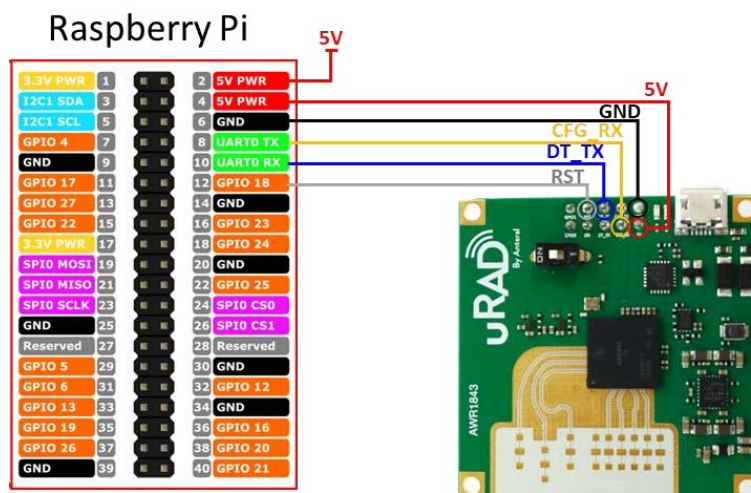 Raspberry Pi
5V
3.3V PWR 1 2 5V PWR
I2C1 SDA 3 4 5V PWR
5V
I2C1 SCL 5 6 GND
GND
GPIO 4 7 8 UART0 TX
CFG_RX
GND 9 10 UART0 RX
DT_TX
GPIO 17 11 12 GPIO 18
RST
GPIO 27 13 14 GND
GPIO 22 15 16 GPIO 23
3.3V PWR 17 18 GPIO 24
SPI0 MOSI 19 20 GND
SPI0 MISO 21 22 GPIO 25
SPI0 SCLK 23 24 SPI0 CS0
GND 25 26 SPI0 CS1
Reserved 27 28 Reserved
GPIO 5 29 30 GND
GPIO 6 31 32 GPIO 12
GPIO 13 33 34 GND
GPIO 19 35 36 GPIO 16
GPIO 26 37 38 GPIO 20
GND 39 40 GPIO 21
uRAD
By Anteral
ON
AWR1843